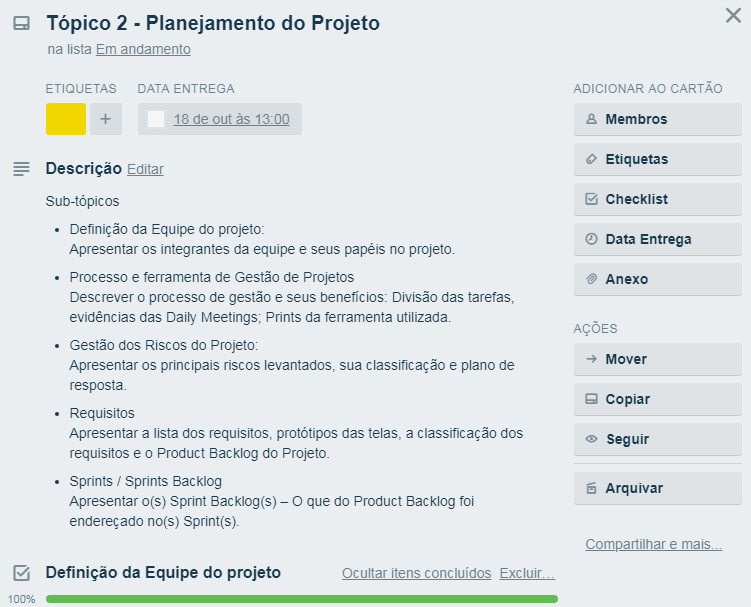 Tópico 2 - Planejamento do Projeto
na lista Em andamento
ETIQUETAS
DATA ENTREGA
+
18 de out às 13:00
Descrição Editar
Sub-tópicos
• Definição da Equipe do projeto:
Apresentar os integrantes da equipe e seus papéis no projeto.
• Processo e ferramenta de Gestão de Projetos
Descrever o processo de gestão e seus benefícios: Divisão das tarefas,
evidências das Daily Meetings; Prints da ferramenta utilizada.
• Gestão dos Riscos do Projeto:
Apresentar os principais riscos levantados, sua classificação e plano de
resposta.
• Requisitos
Apresentar a lista dos requisitos, protótipos das telas, a classificação dos
requisitos e o Product Backlog do Projeto.
• Sprints / Sprints Backlog
Apresentar o(s) Sprint Backlog(s) – O que do Product Backlog foi
endereçado no(s) Sprint(s).
Definição da Equipe do projeto
Ocultar itens concluídos Excluir…
100%
ADICIONAR AO CARTÃO
Membros
Etiquetas
Checklist
Data Entrega
Anexo
AÇÕES
Mover
Copiar
Seguir
Arquivar
Compartilhar e mais...